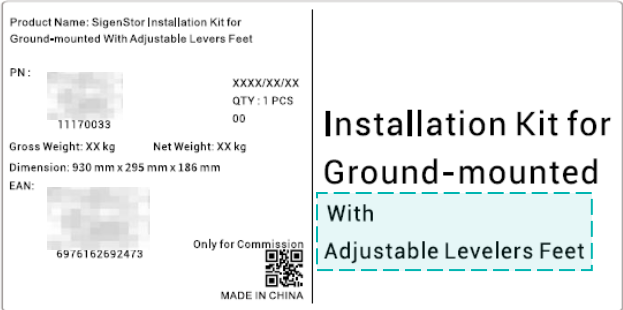 Product Name: SigenStor Installation Kit for
Ground-mounted With Adjustable Levers Feet
PN:
11170033
XXXX/XX/XX
QTY: 1 PCS
00
Gross Weight: XX kg Net Weight: XX kg
Dimension: 930 mm x 295 mm x 186 mm
EAN:
6976162692473
Only for Commission
MADE IN CHINA
Installation Kit for
Ground-mounted
With
Adjustable Levelers Feet